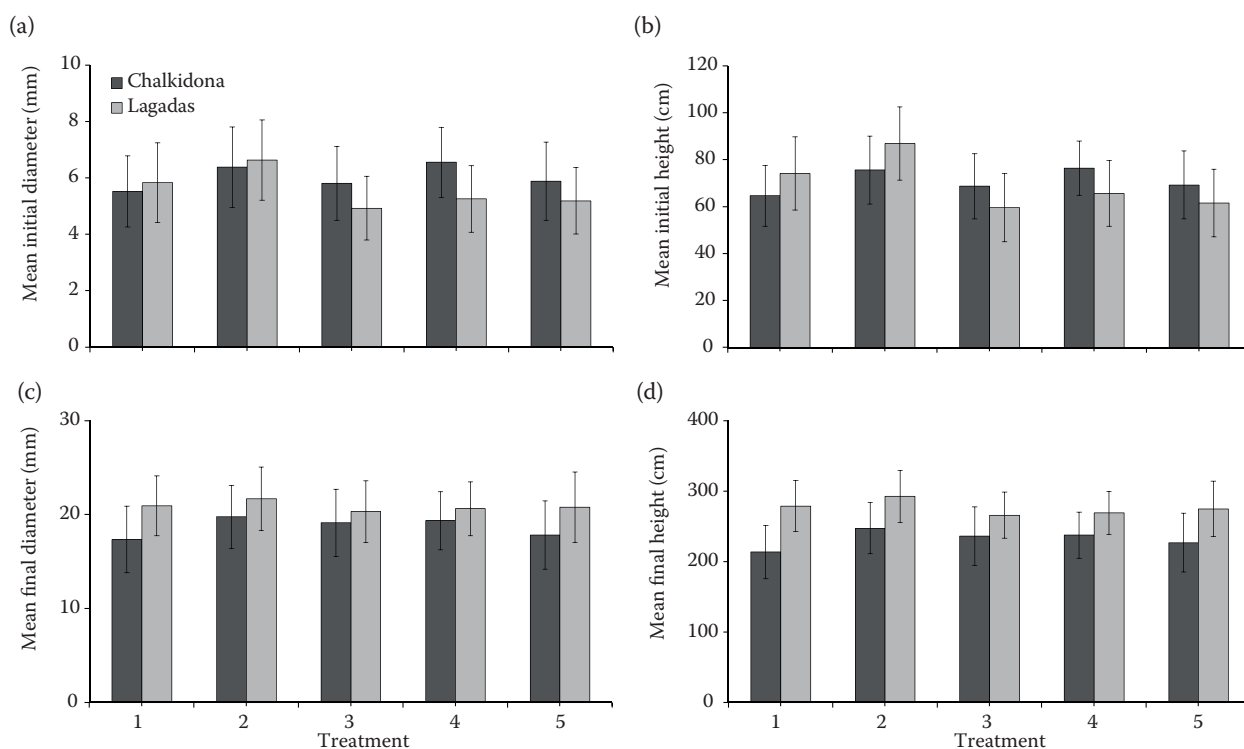 (a)
Mean initial diameter (mm)
10
8
6
4
2
0
Chalkidona
Lagadas
(b)
Mean initial height (cm)
120
100
80
60
40
20
0
(c)
Mean final diameter (mm)
30
20
10
0
1 2 3 4 5
Treatment
(d)
Mean final height (cm)
400
300
200
100
0
1 2 3 4 5
Treatment